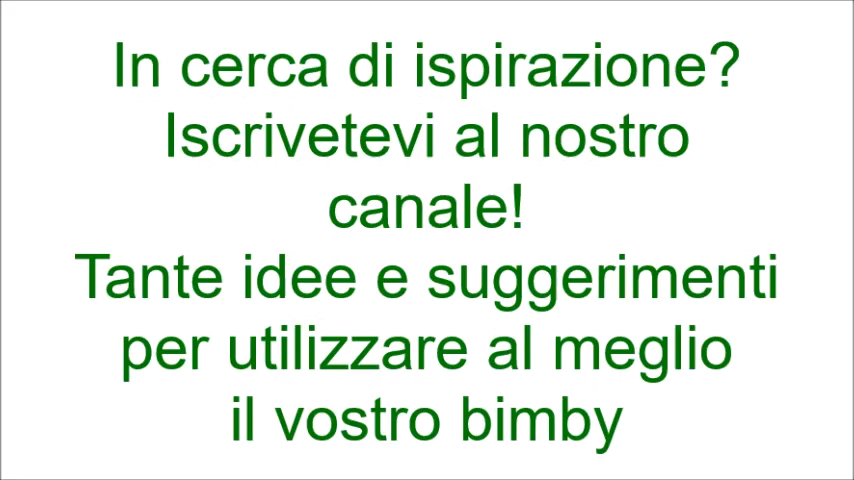 In cerca di ispirazione?
Iscrivetevi al nostro
canale!
Tante idee e suggerimenti
per utilizzare al meglio
il vostro bimby